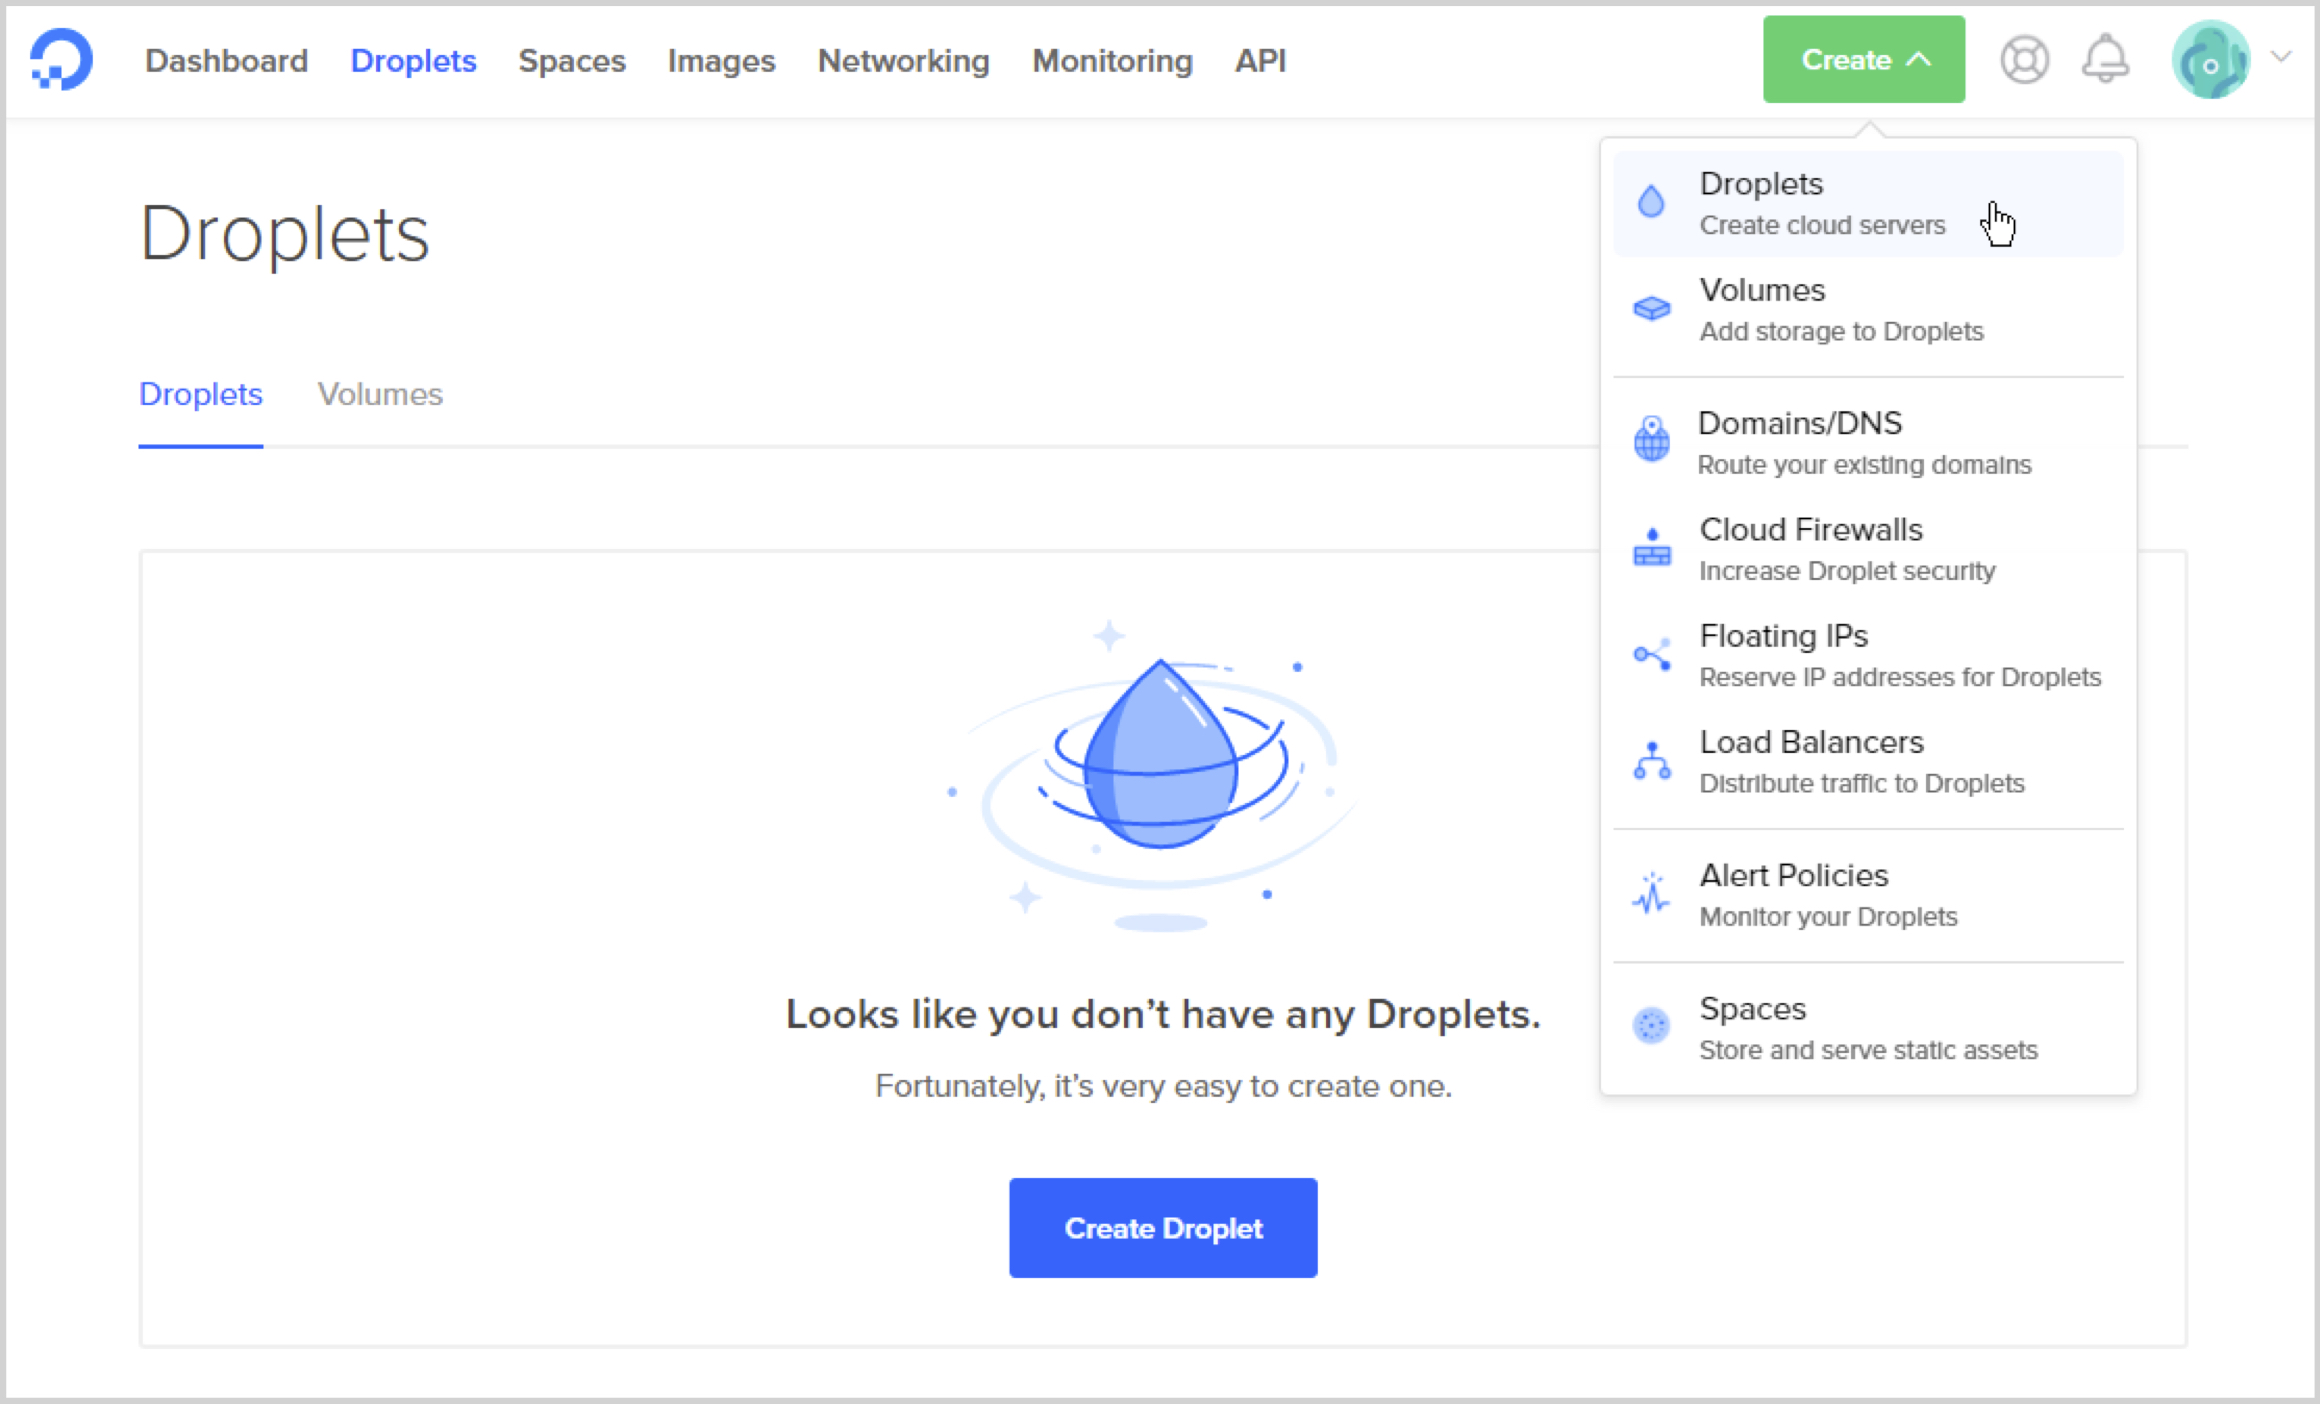 Dashboard Droplets Spaces Images Networking Monitoring API Create
Droplets
Droplets Volumes
Looks like you don’t have any Droplets.
Fortunately, it’s very easy to create one.
Create Droplet
Droplets
Create cloud servers
Volumes
Add storage to Droplets
Domains/DNS
Route your existing domains
Cloud Firewalls
Increase Droplet security
Floating IPs
Reserve IP addresses for Droplets
Load Balancers
Distribute traffic to Droplets
Alert Policies
Monitor your Droplets
Spaces
Store and serve static assets